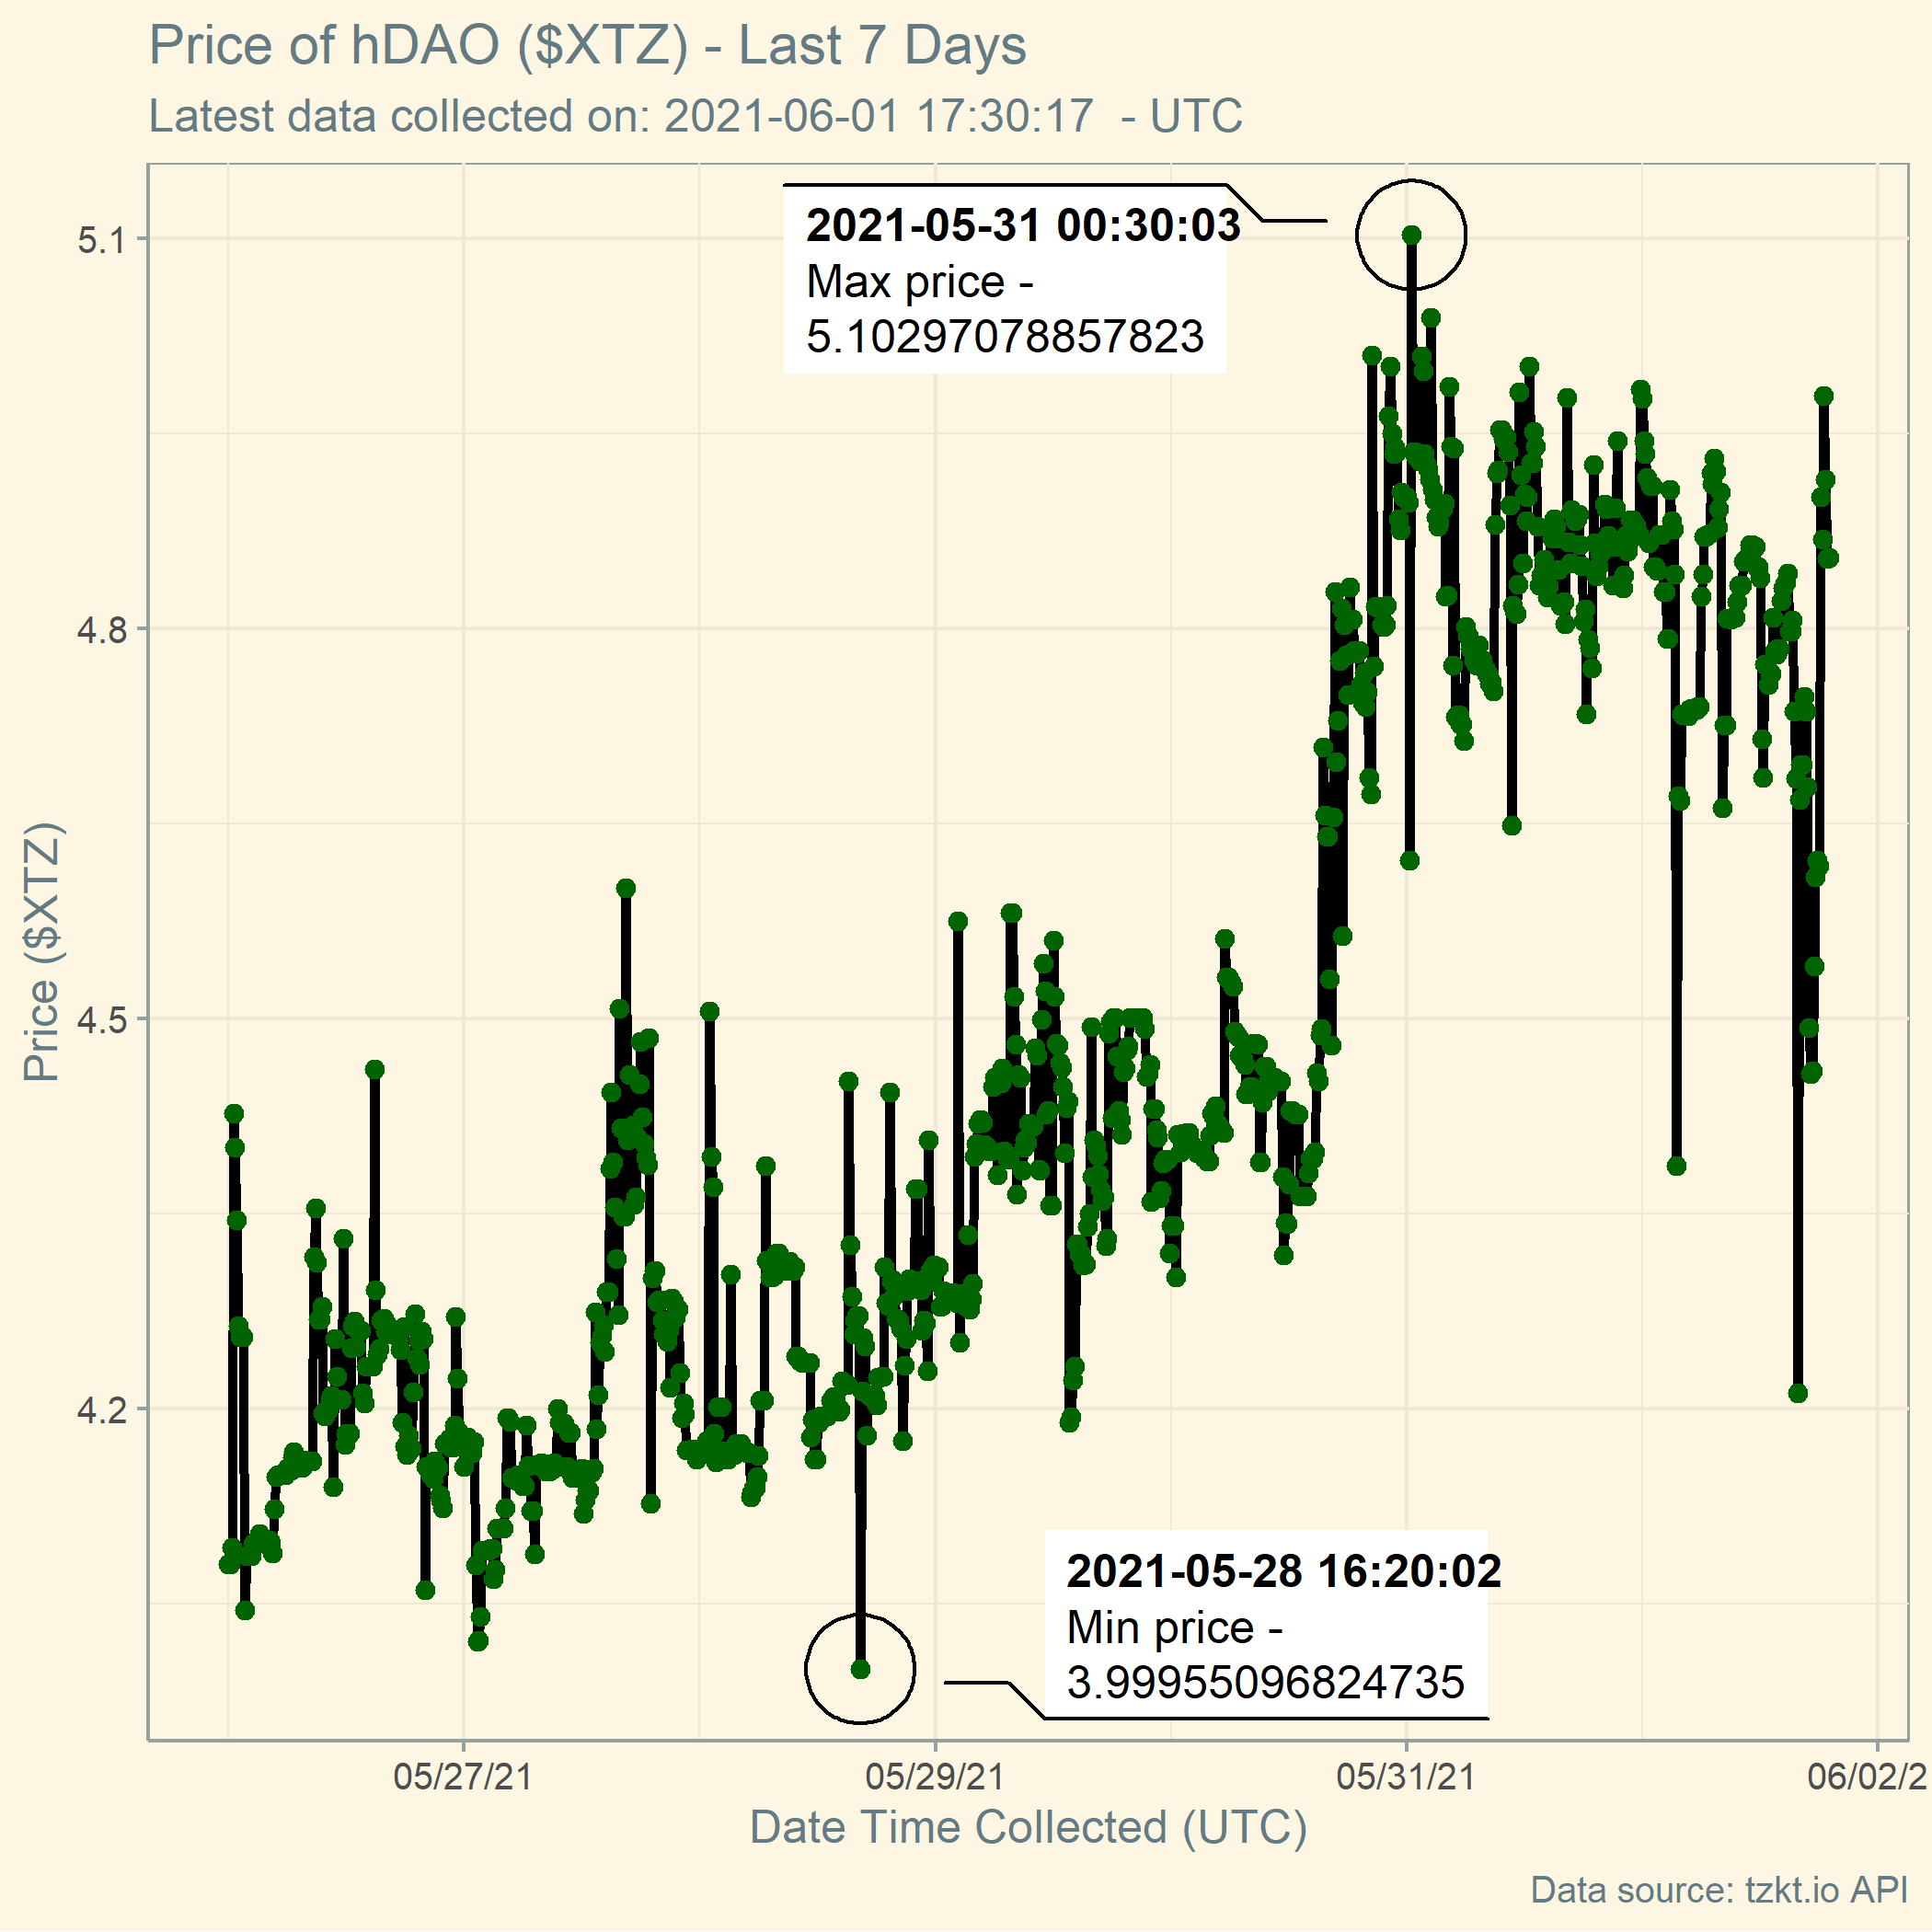 Price of hDAO ($XTZ) - Last 7 Days
Latest data collected on: 2021-06-01 17:30:17  - UTC
2021-05-31 00:30:03
Max price -
5.10297078857823
5.1
4.8
4.5
4.2
Price ($XTZ)
2021-05-28 16:20:02
Min price -
3.99955096824735
05/27/21
05/29/21
05/31/21
06/02/2
Date Time Collected (UTC)
Data source: tzkt.io API